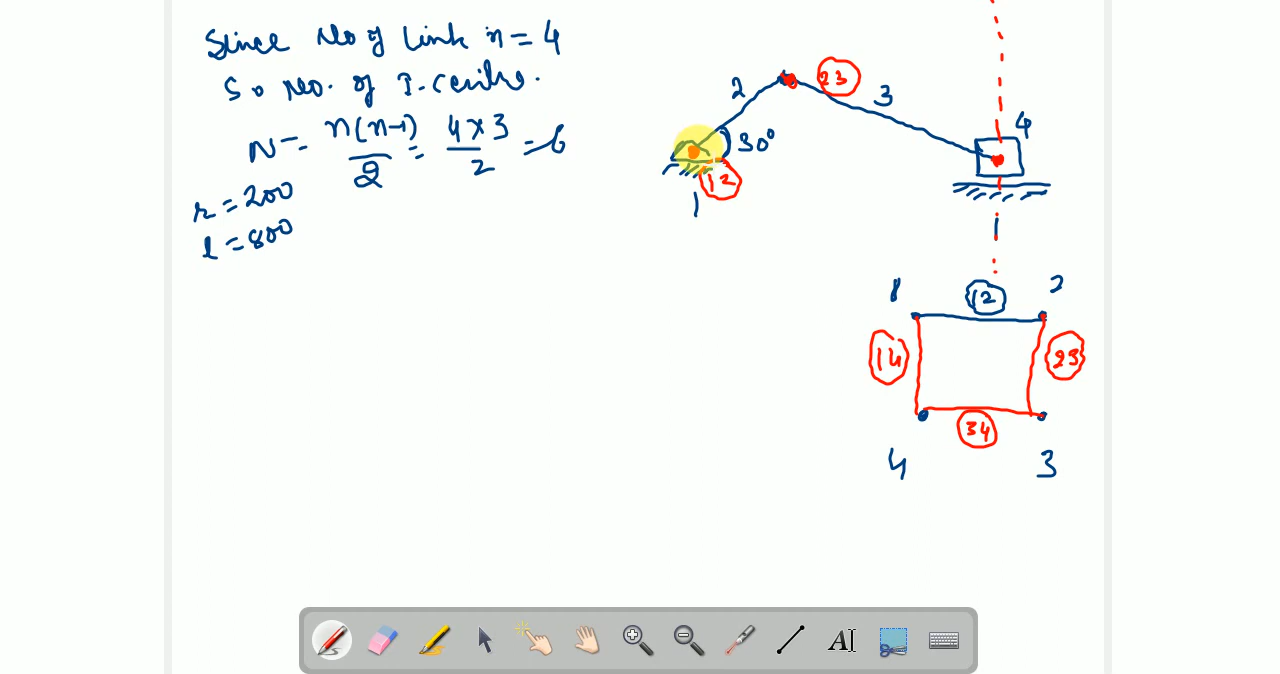 Since No of Link n = 4
So No. of I. centre.
N = n(n-1)/2 = 4×3/2 = 6
r = 200
l = 800
2
23
3
4
30°
12
1
1
1
12
2
14
23
34
4
3
A